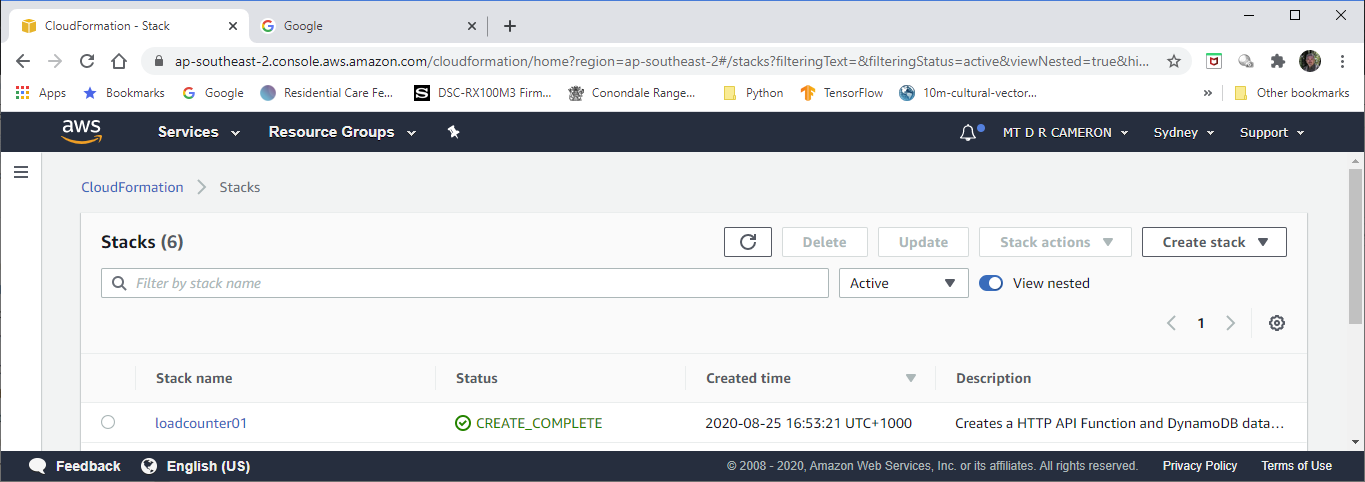 CloudFormation - Stack Google
ap-southeast-2.console.aws.amazon.com/cloudformation/home?region=ap-southeast-2#/stacks?filteringText=&filteringStatus=active&viewNested=true&hi...
Apps Bookmarks Google Residential Care Fe... DSC-RX100M3 Firm... Conondale Range... Python TensorFlow 10m-cultural-vector... » Other bookmarks
aws Services Resource Groups MT D R CAMERON Sydney Support
CloudFormation Stacks
Stacks (6) Delete Update Stack actions Create stack
Filter by stack name Active View nested
1
Stack name Status Created time Description
loadcounter01 CREATE_COMPLETE 2020-08-25 16:53:21 UTC+1000 Creates a HTTP API Function and DynamoDB data...
Feedback English (US) © 2008 - 2020, Amazon Web Services, Inc. or its affiliates. All rights reserved. Privacy Policy Terms of Use